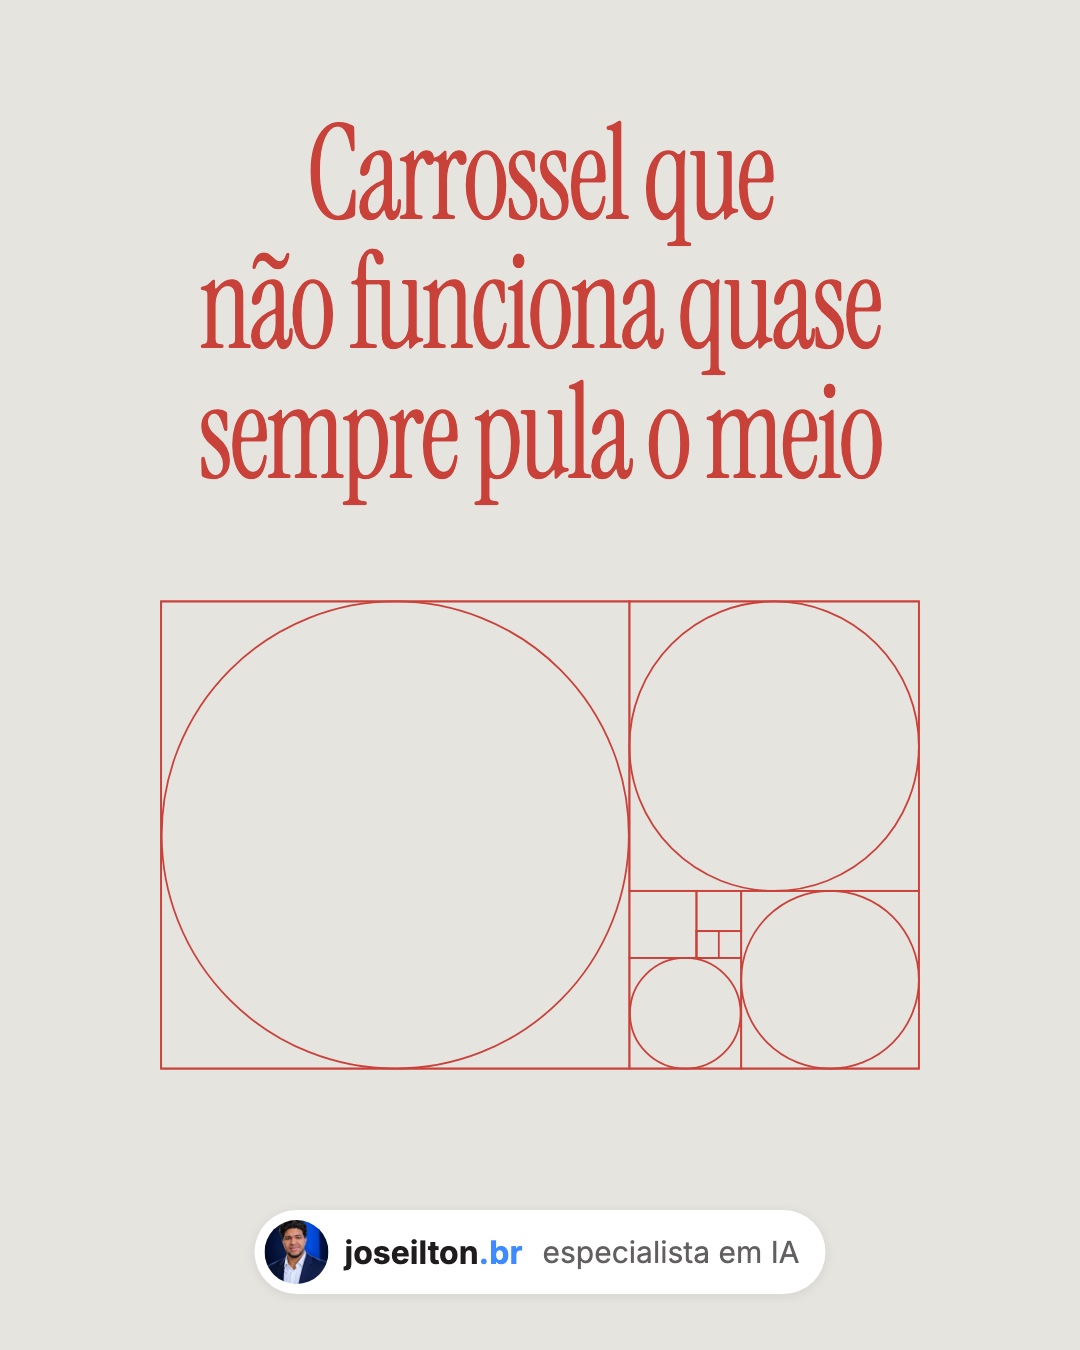 Carrossel que
não funciona quase
sempre pula o meio
joseilton.br especialista em IA